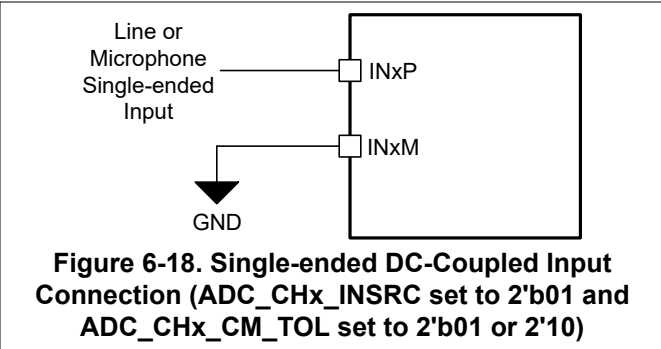 Line or
Microphone
Single-ended
Input
INxP
INxM
GND
Figure 6-18. Single-ended DC-Coupled Input
Connection (ADC_CHx_INSRC set to 2'b01 and
ADC_CHx_CM_TOL set to 2'b01 or 2'10)